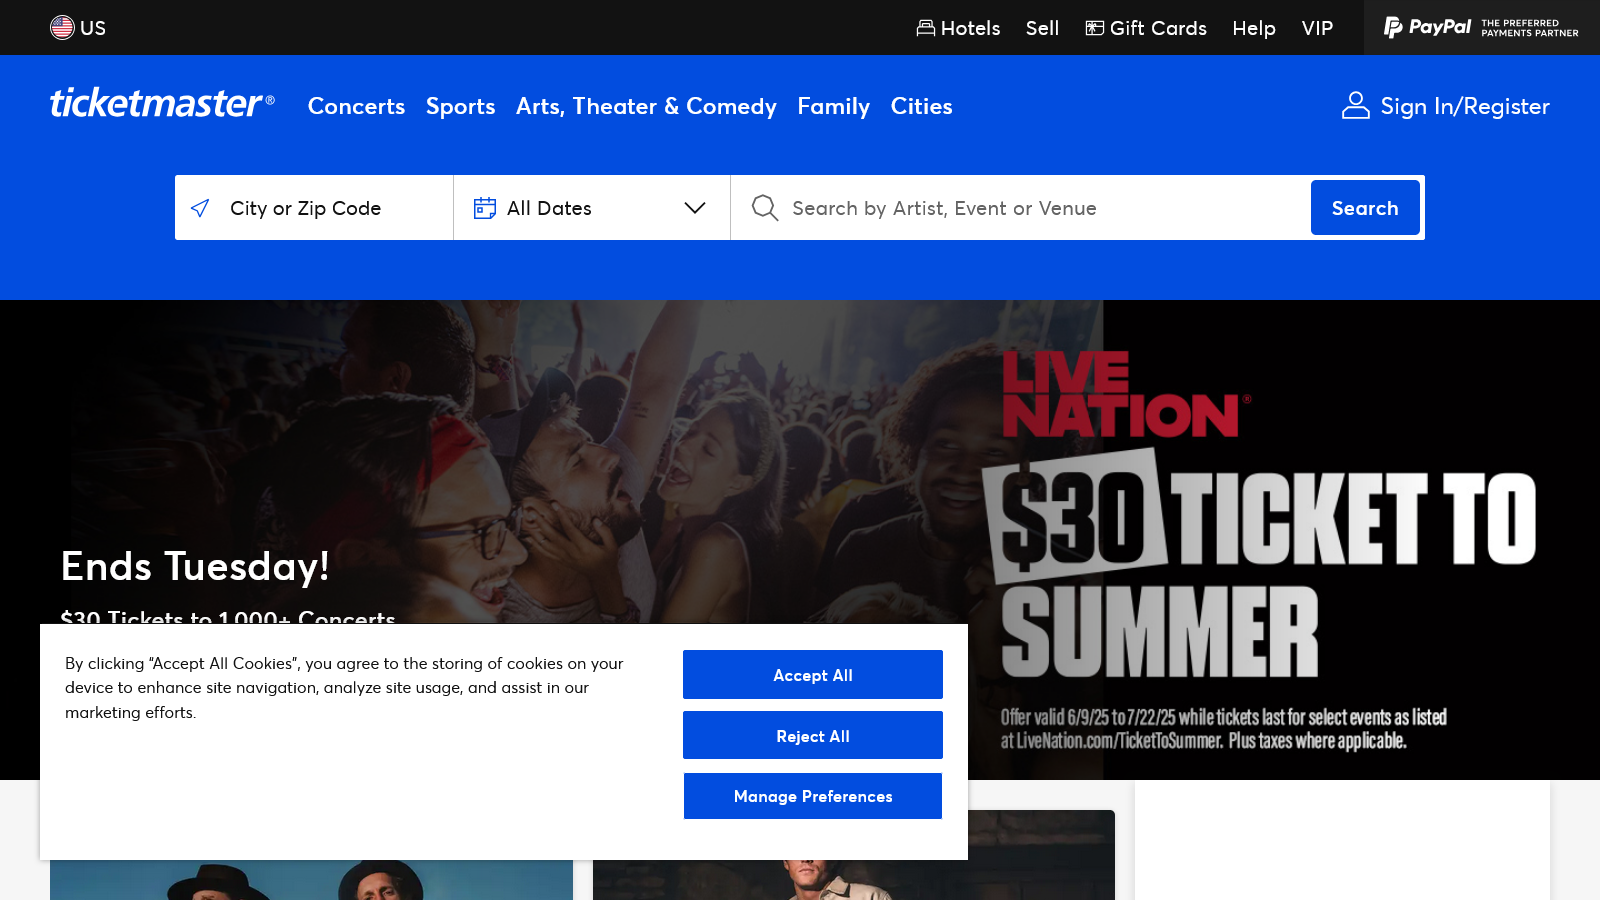 US
Hotels
Sell
Gift Cards
Help
VIP
PayPal
THE PREFERRED
PAYMENTS PARTNER
ticketmaster®
Concerts
Sports
Arts, Theater & Comedy
Family
Cities
Sign In/Register
City or Zip Code
All Dates
Search by Artist, Event or Venue
Search
LIVE
NATION®
$30 TICKET TO
SUMMER
Offer valid 6/9/25 to 7/22/25 while tickets last for select events as listed
at LiveNation.com/TicketToSummer. Plus taxes where applicable.
Ends Tuesday!
$30 Tickets to 1,000+ Concerts
By clicking “Accept All Cookies”, you agree to the storing of cookies on your
device to enhance site navigation, analyze site usage, and assist in our
marketing efforts.
Accept All
Reject All
Manage Preferences